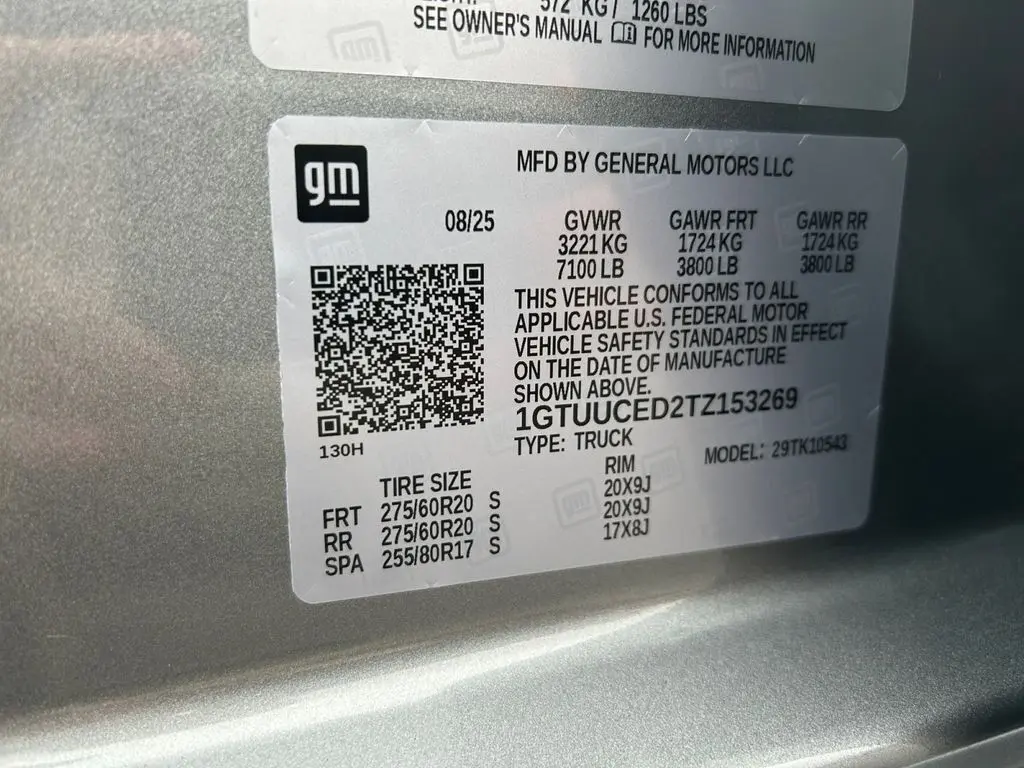 572 KG / 1260 LBS
SEE OWNER'S MANUAL FOR MORE INFORMATION
gm
MFD BY GENERAL MOTORS LLC
08/25 GVWR GAWR FRT GAWR RR
3221 KG 1724 KG 1724 KG
7100 LB 3800 LB 3800 LB
THIS VEHICLE CONFORMS TO ALL
APPLICABLE U.S. FEDERAL MOTOR
VEHICLE SAFETY STANDARDS IN EFFECT
ON THE DATE OF MANUFACTURE
SHOWN ABOVE.
1GTUUCED2TZ153269
130H
TYPE: TRUCK MODEL: 29TK10543
TIRE SIZE RIM
FRT 275/60R20 S 20X9J
RR 275/60R20 S 20X9J
SPA 255/80R17 S 17X8J